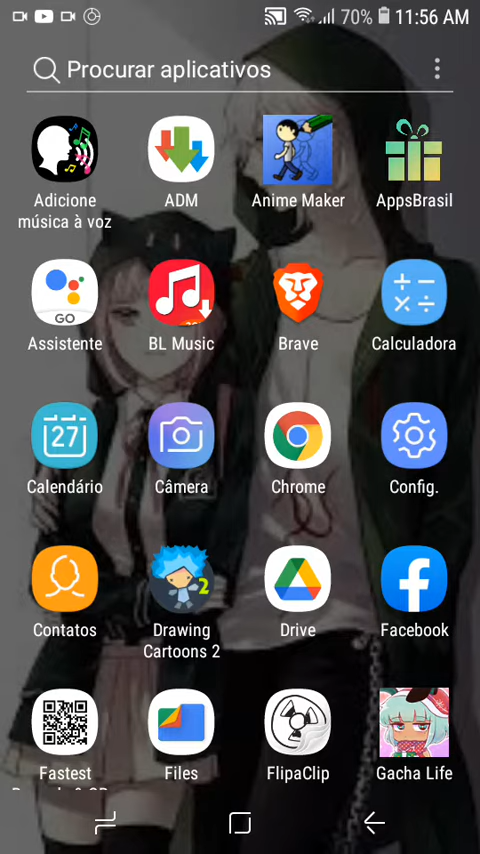 70% 11:56 AM
Procurar aplicativos
Adicione
música à voz
ADM
Anime Maker
AppsBrasil
GO
Assistente
BL Music
Brave
Calculadora
27
Calendário
Câmera
Chrome
Config.
Contatos
2
Drawing
Cartoons 2
Drive
Facebook
Fastest
Files
FlipaClip
Gacha Life